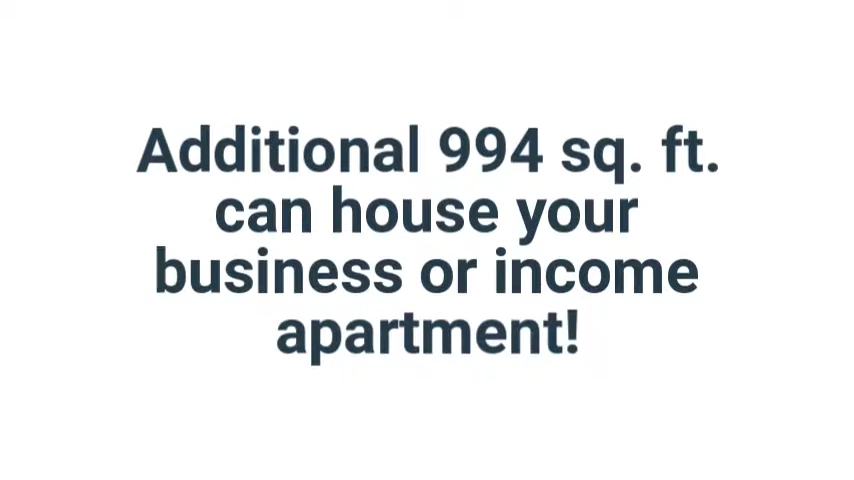 Additional 994 sq. ft.
can house your
business or income
apartment!